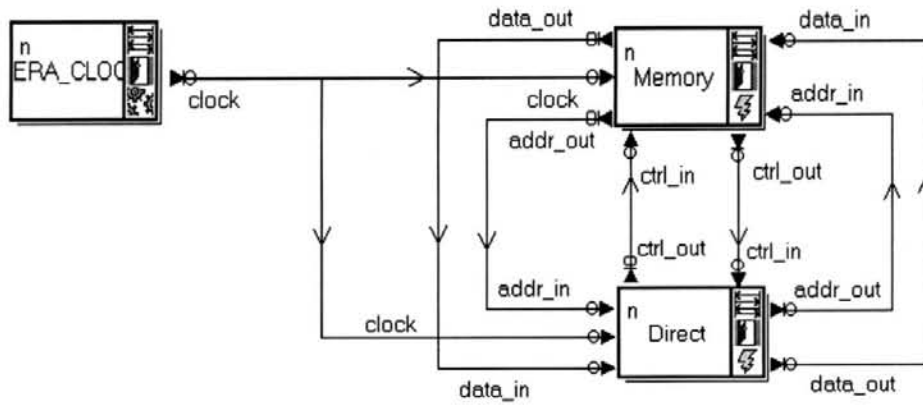 data_out
data_in
n
ERA_CLOC
n
Memory
clock
clock
addr_in
addr_out
ctrl_in
ctrl_out
ctrl_out
ctrl_in
addr_in
addr_out
n
clock
Direct
data_in
data_out